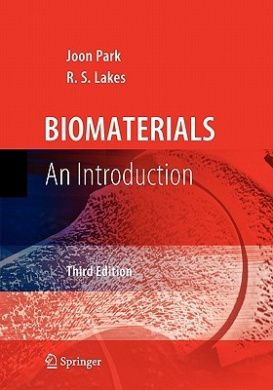 Joon Park
R. S. Lakes
BIOMATERIALS
An Introduction
Third Edition
Springer